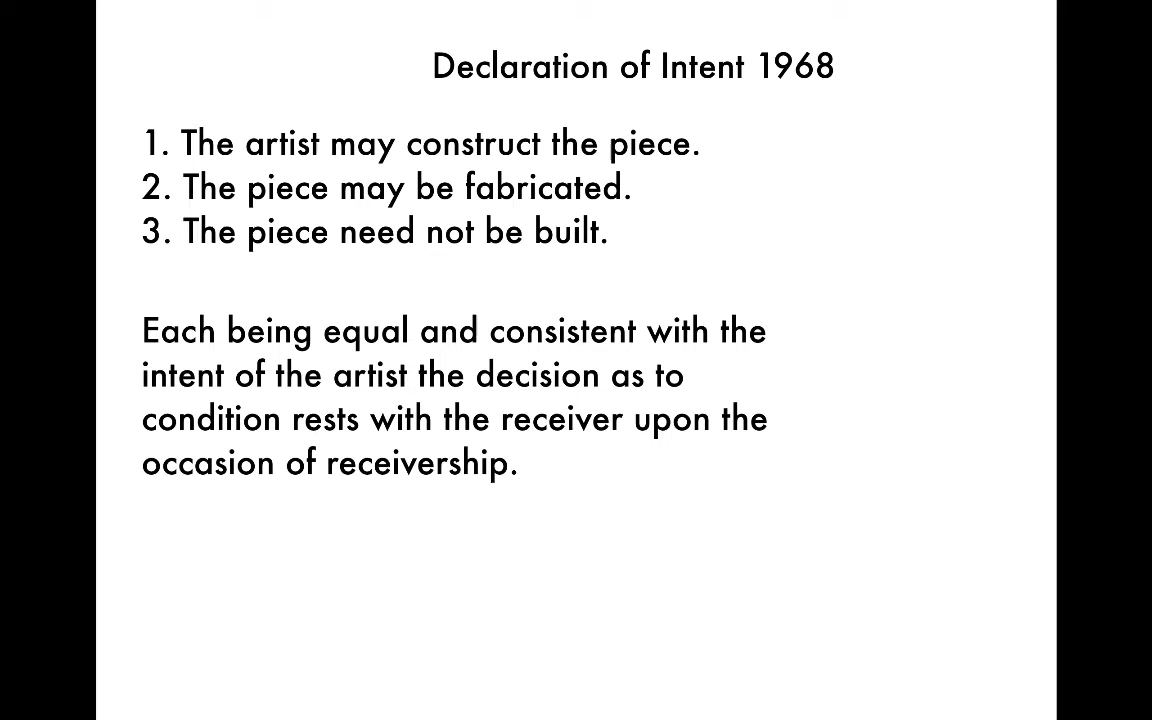 Declaration of Intent 1968
1. The artist may construct the piece.
2. The piece may be fabricated.
3. The piece need not be built.
Each being equal and consistent with the
intent of the artist the decision as to
condition rests with the receiver upon the
occasion of receivership.